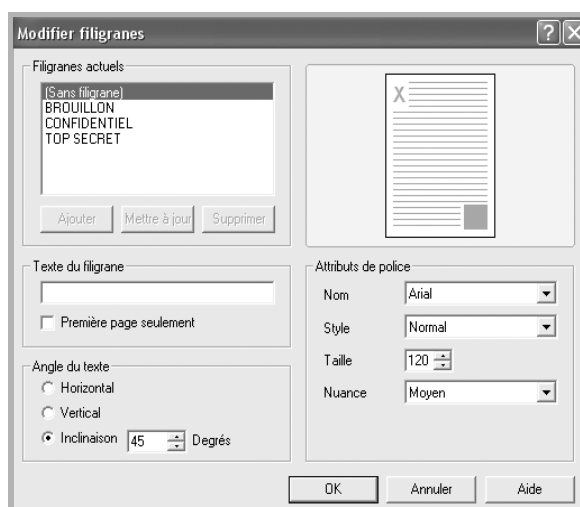 Modifier filigranes
Filigranes actuels
(Sans filigrane)
BROUILLON
CONFIDENTIEL
TOP SECRET
Ajouter Mettre à jour Supprimer
X
Texte du filigrane
Première page seulement
Angle du texte
Horizontal
Vertical
Inclinaison 45 Degrés
Attributs de police
Nom Arial
Style Normal
Taille 120
Nuance Moyen
OK Annuler Aide